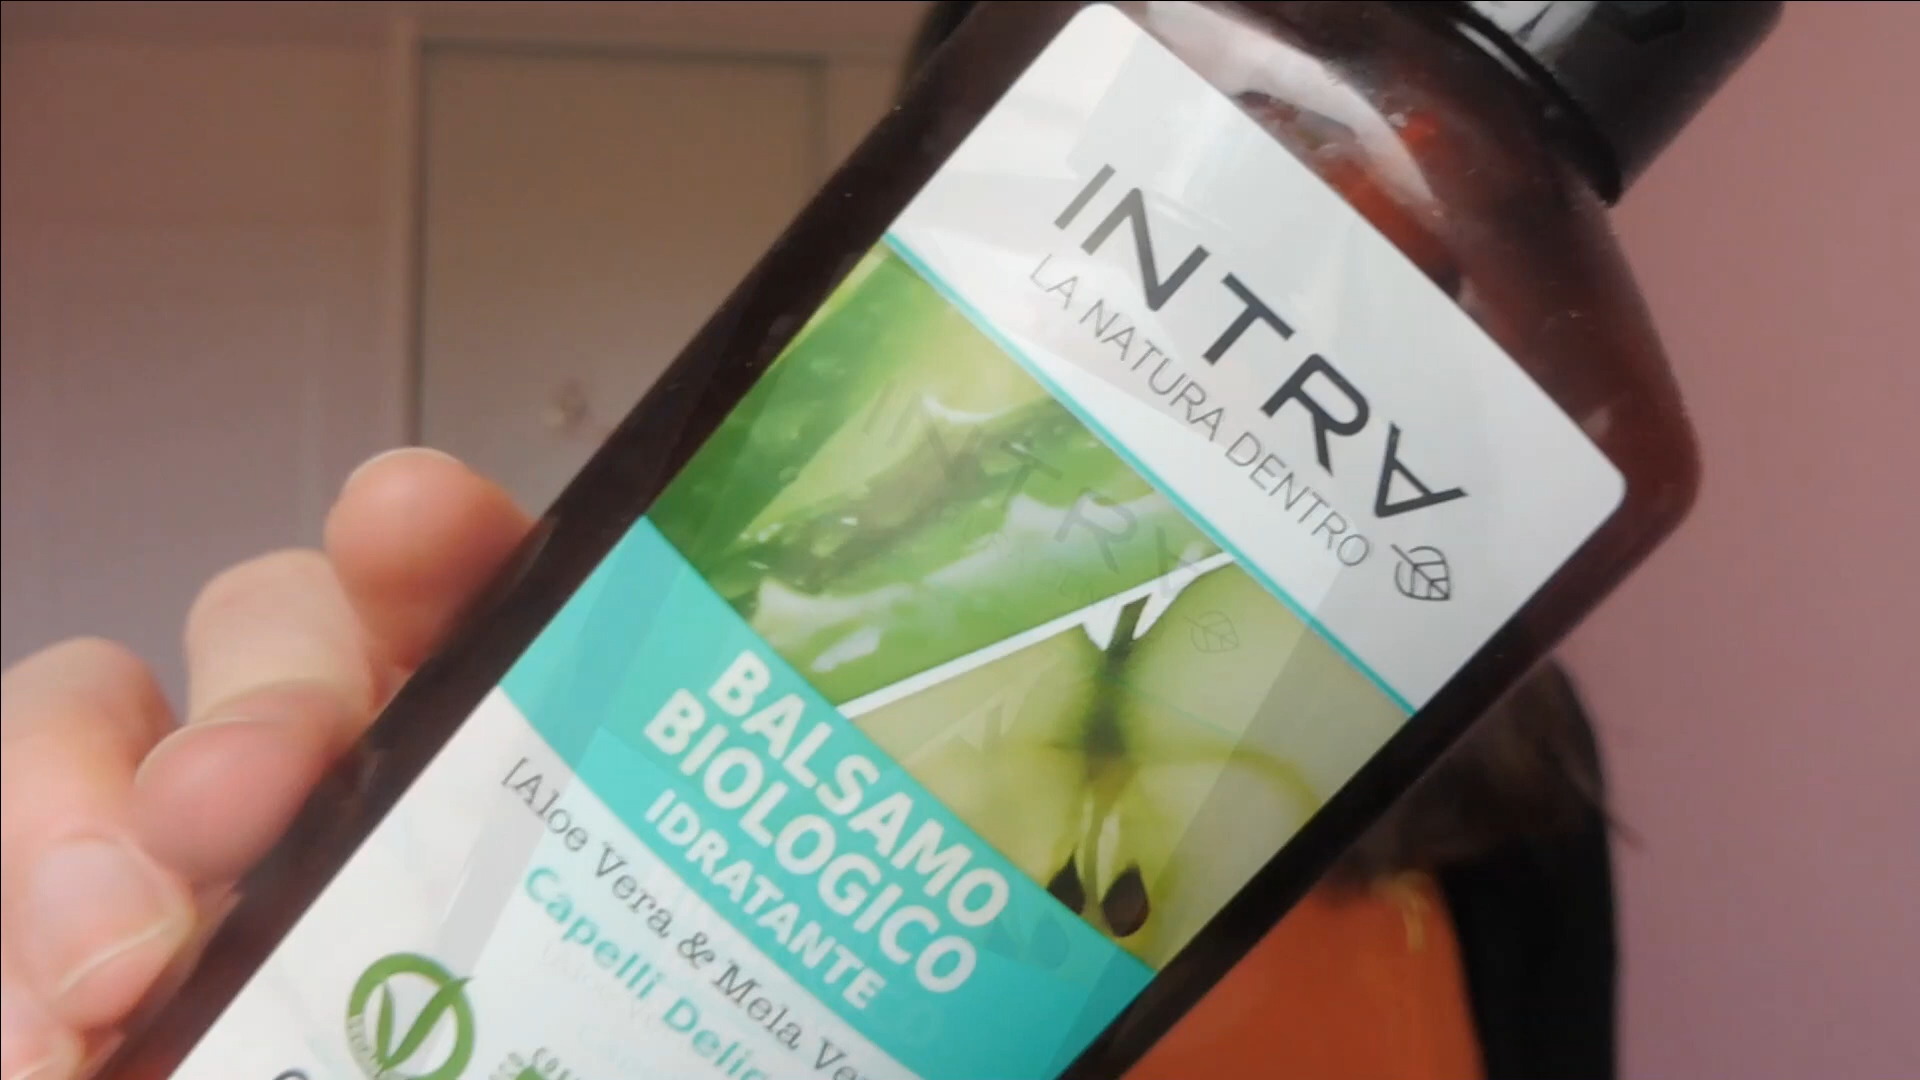 INTRA
LA NATURA DENTRO
BALSAMO
BIOLOGICO
IDRATANTE
[Aloe Vera & Mela
Capelli